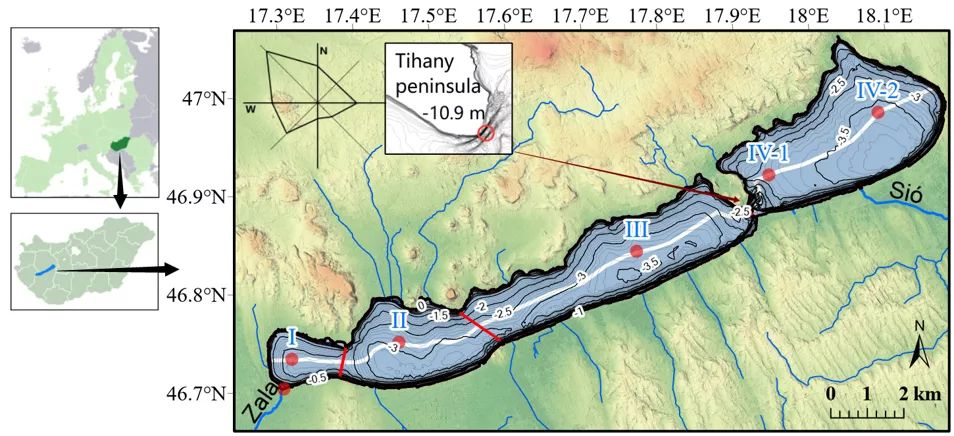 17.3°E 17.4°E 17.5°E 17.6°E 17.7°E 17.8°E 17.9°E 18°E 18.1°E
47°N
46.9°N
46.8°N
46.7°N
N
W
Tihany
peninsula
-10.9 m
-2.5
IV-2
-3
-3.5
IV-1
Sió
-2.5
III
-3.5
-3
-2
-2.5
-1
0
-1.5
II
-3
I
-0.5
Zala
N
0 1 2 km